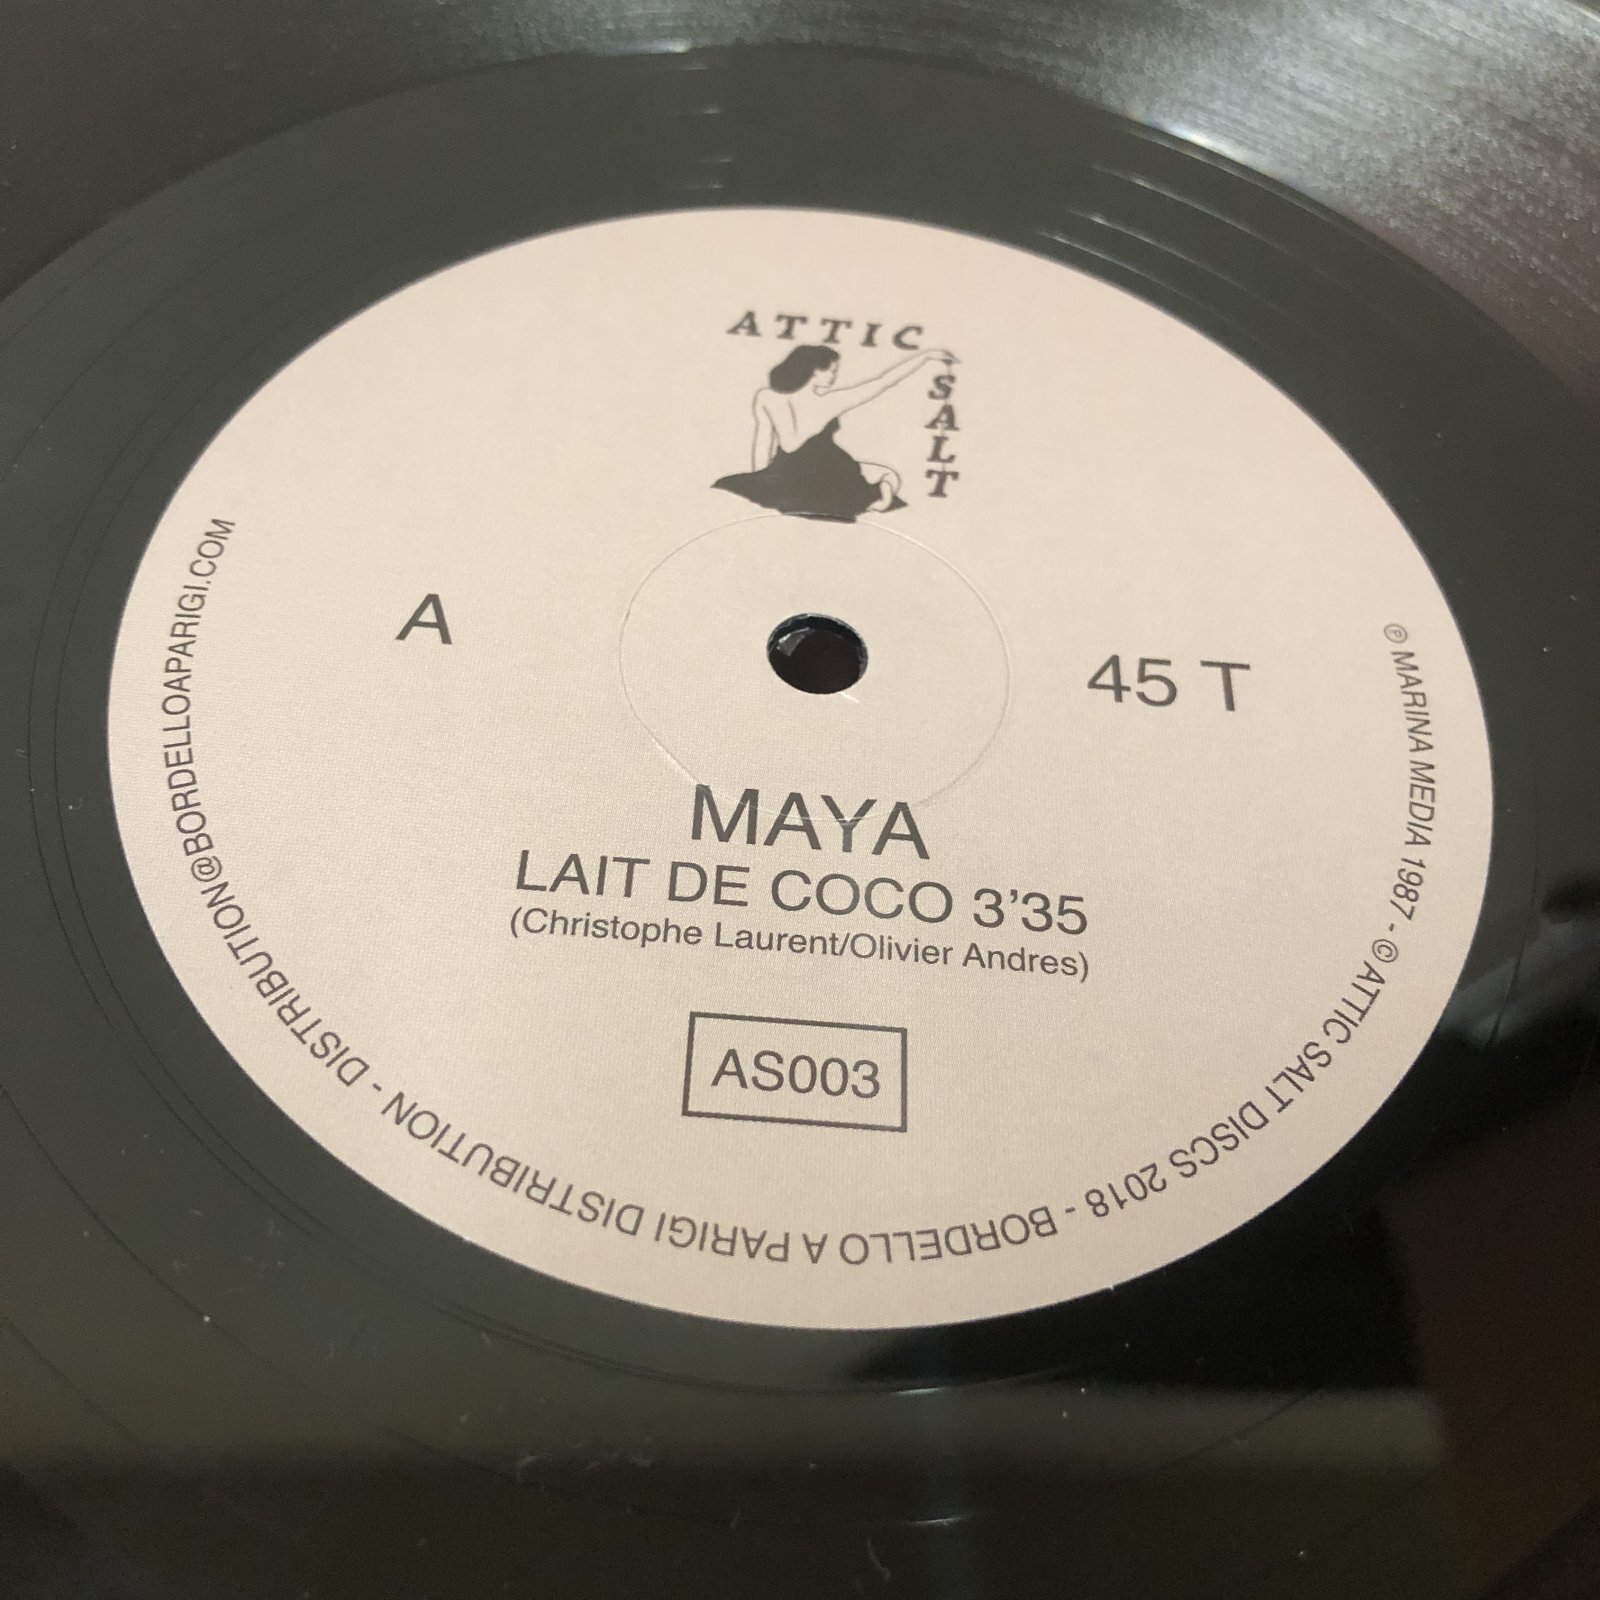 ATTIC
SALT
A
45 T
MAYA
LAIT DE COCO 3'35
(Christophe Laurent/Olivier Andres)
AS003
℗ MARINA MEDIA 1987 - © ATTIC SALT DISCS 2018 - BORDELLO A PARIGI DISTRIBUTION - DISTRIBUTION@BORDELLOAPARIGI.COM